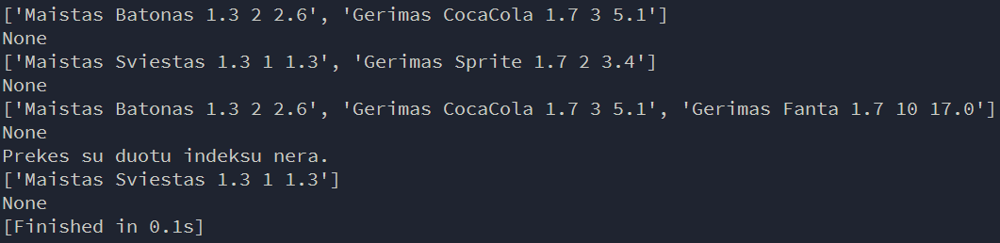 ['Maistas Batonas 1.3 2 2.6', 'Gerimas CocaCola 1.7 3 5.1']
None
['Maistas Sviestas 1.3 1 1.3', 'Gerimas Sprite 1.7 2 3.4']
None
['Maistas Batonas 1.3 2 2.6', 'Gerimas CocaCola 1.7 3 5.1', 'Gerimas Fanta 1.7 10 17.0']
None
Prekes su duotu indeksu nera.
['Maistas Sviestas 1.3 1 1.3']
None
[Finished in 0.1s]